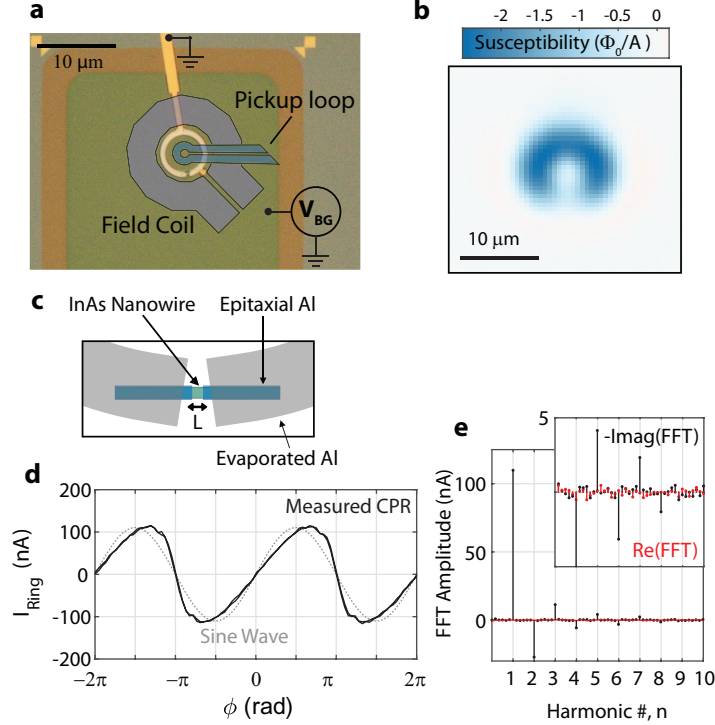 a
10 μm
Pickup loop
Field Coil
V_BG
b
-2 -1.5 -1 -0.5 0
Susceptibility (Φ₀/A)
10 μm
c
InAs Nanowire Epitaxial Al
L
Evaporated Al
d
200
100
0
-100
-200
I_Ring (nA)
Measured CPR
Sine Wave
-2π -π 0 π 2π
ϕ (rad)
e
5
-Imag(FFT)
Re(FFT)
100
50
0
FFT Amplitude (nA)
1 2 3 4 5 6 7 8 9 10
Harmonic #, n